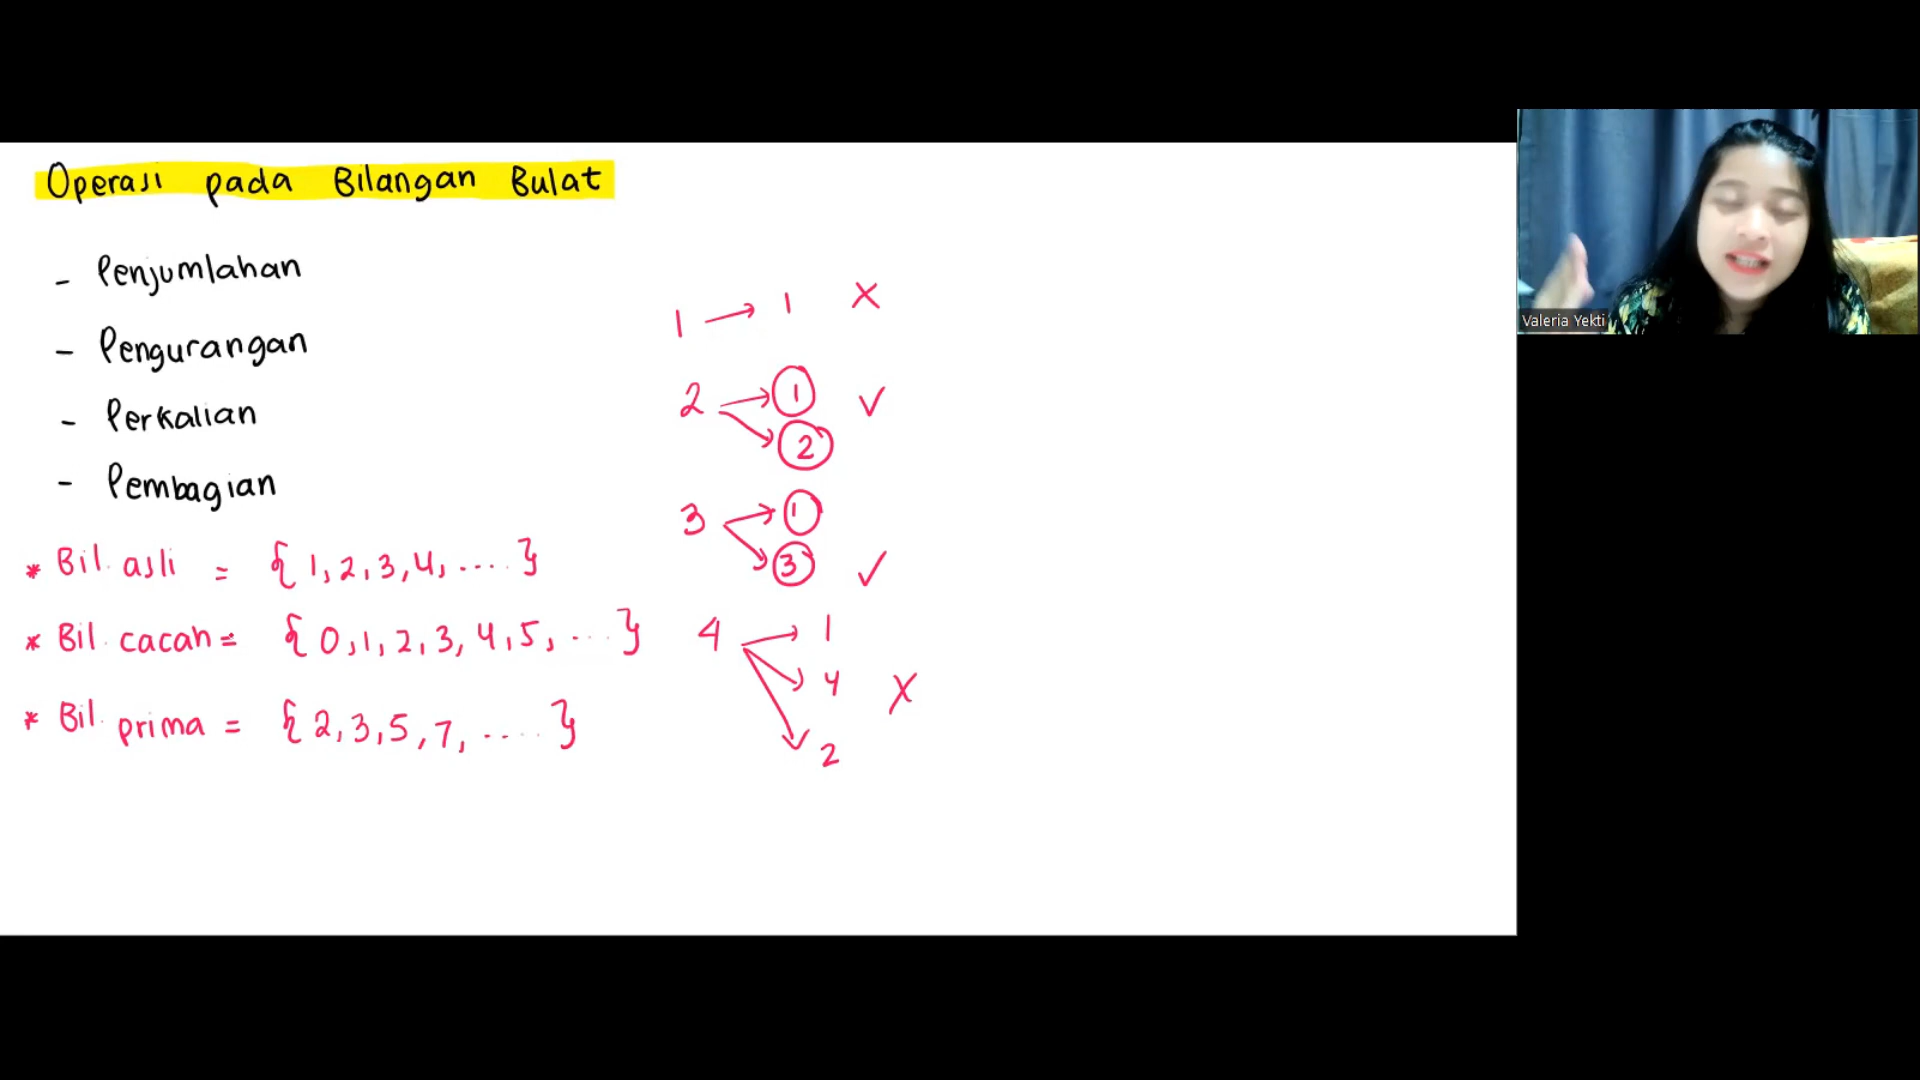 Operasi pada Bilangan Bulat
- Penjumlahan
- Pengurangan
- Perkalian
- Pembagian
* Bil. asli = { 1, 2, 3, 4, .... }
* Bil. cacah = { 0, 1, 2, 3, 4, 5, ... }
* Bil. prima = { 2, 3, 5, 7, .... }
1 → 1 X
2 → 1 ✓
→ 2
3 → 1
→ 3 ✓
4 → 1
→ 4 X
→ 2
Valeria Yekti